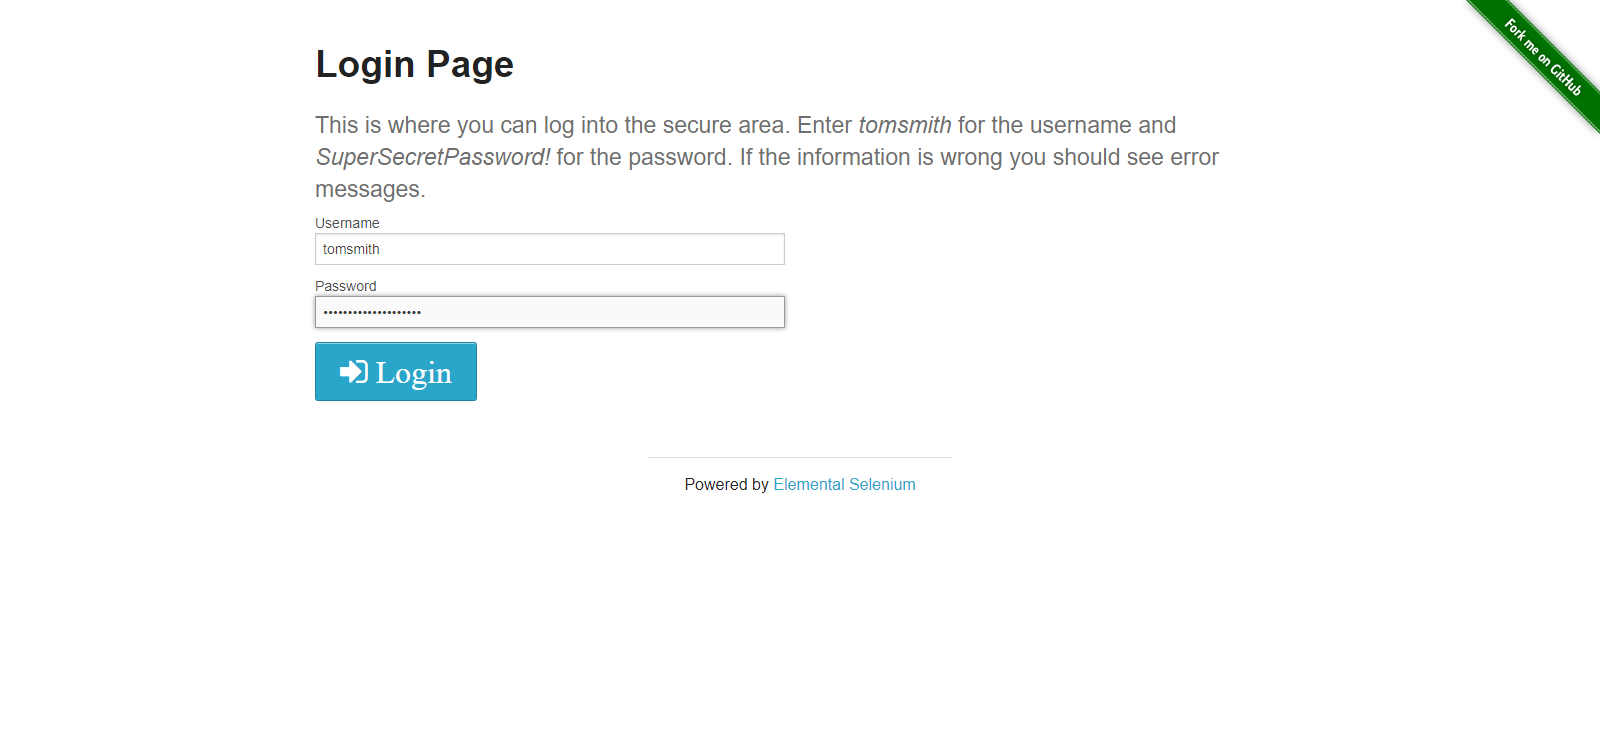 Fork me on GitHub
Login Page
This is where you can log into the secure area. Enter tomsmith for the username and
SuperSecretPassword! for the password. If the information is wrong you should see error
messages.
Username
tomsmith
Password
••••••••••••••••••••
Login
Powered by Elemental Selenium